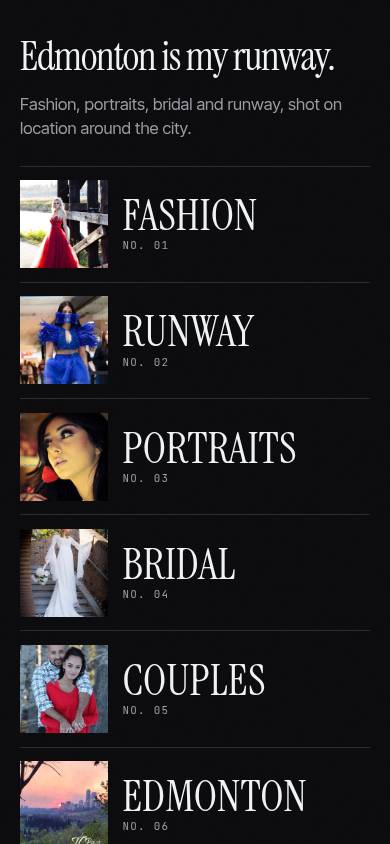 Edmonton is my runway.
Fashion, portraits, bridal and runway, shot on
location around the city.
FASHION
NO. 01
RUNWAY
NO. 02
PORTRAITS
NO. 03
BRIDAL
NO. 04
COUPLES
NO. 05
EDMONTON
NO. 06